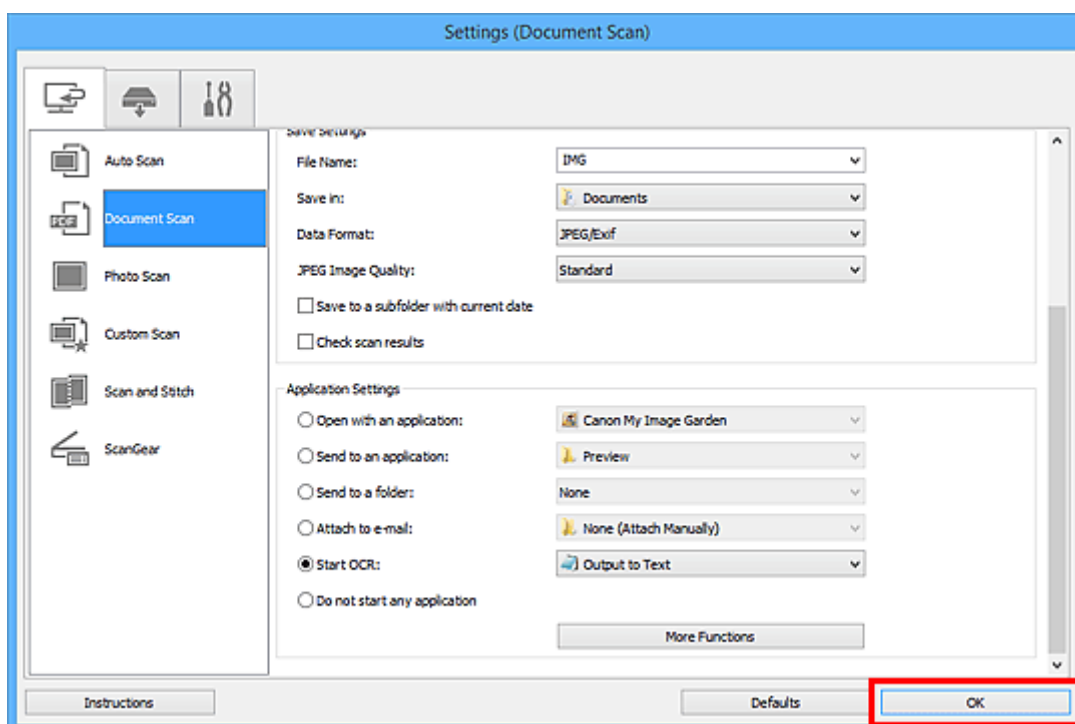 Settings (Document Scan)
Save Settings
Auto Scan
Document Scan
Photo Scan
Custom Scan
Scan and Stitch
ScanGear
File Name: IMG
Save in: Documents
Data Format: JPEG/Exif
JPEG Image Quality: Standard
Save to a subfolder with current date
Check scan results
Application Settings
Open with an application: Canon My Image Garden
Send to an application: Preview
Send to a folder: None
Attach to e-mail: None (Attach Manually)
Start OCR: Output to Text
Do not start any application
More Functions
Instructions Defaults OK